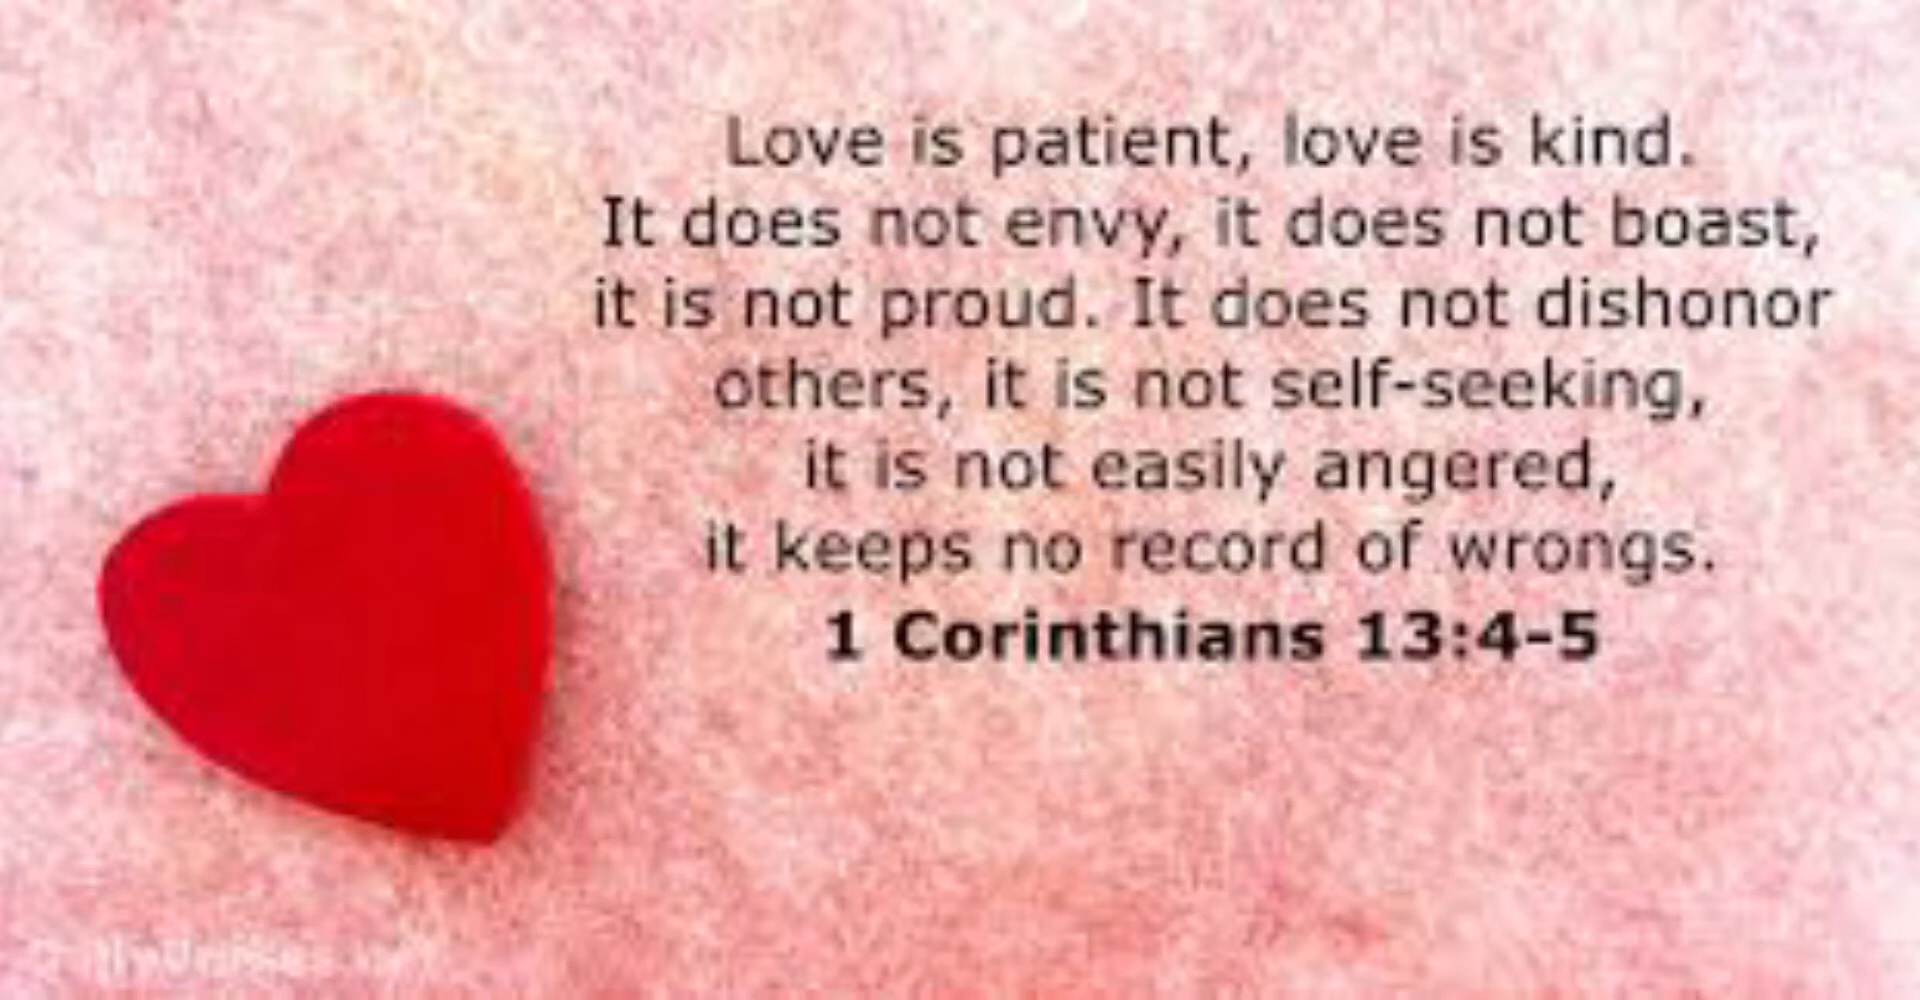 Love is patient, love is kind.
It does not envy, it does not boast,
it is not proud. It does not dishonor
others, it is not self-seeking,
it is not easily angered,
it keeps no record of wrongs.
1 Corinthians 13:4-5